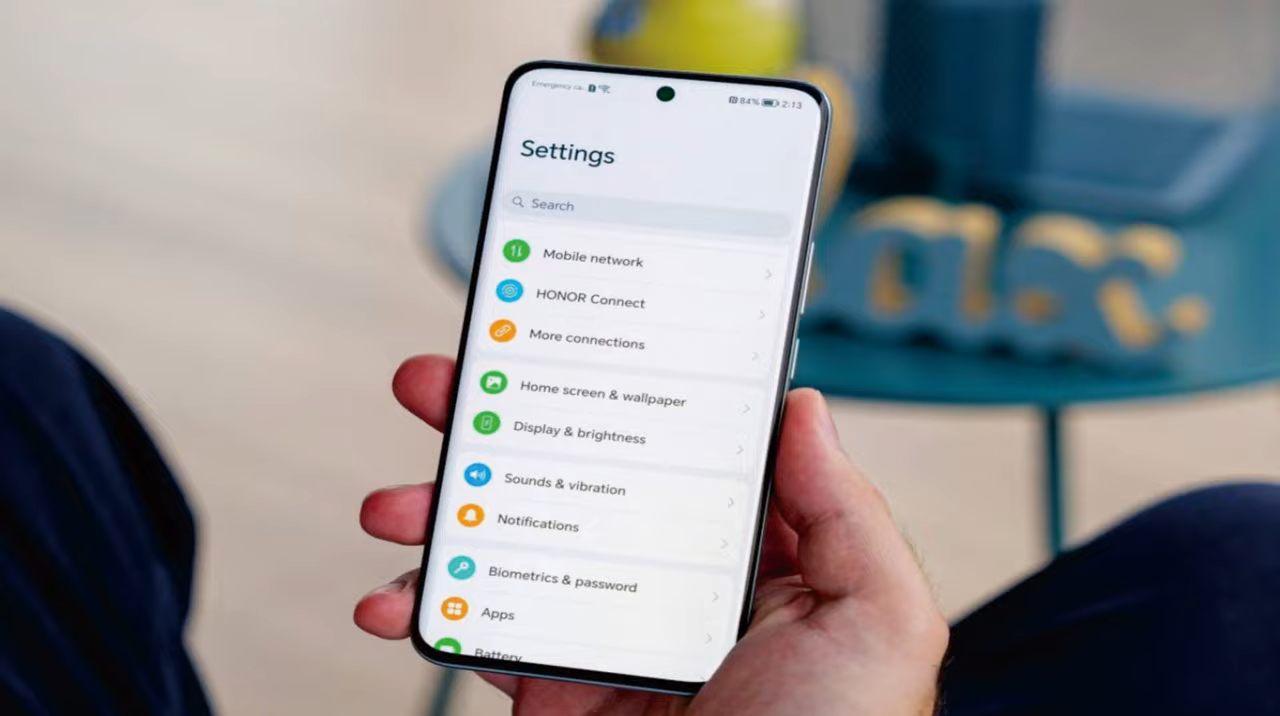 Emergency ca..
84% 2:13
Settings
Search
Mobile network
HONOR Connect
More connections
Home screen & wallpaper
Display & brightness
Sounds & vibration
Notifications
Biometrics & password
Apps
Battery